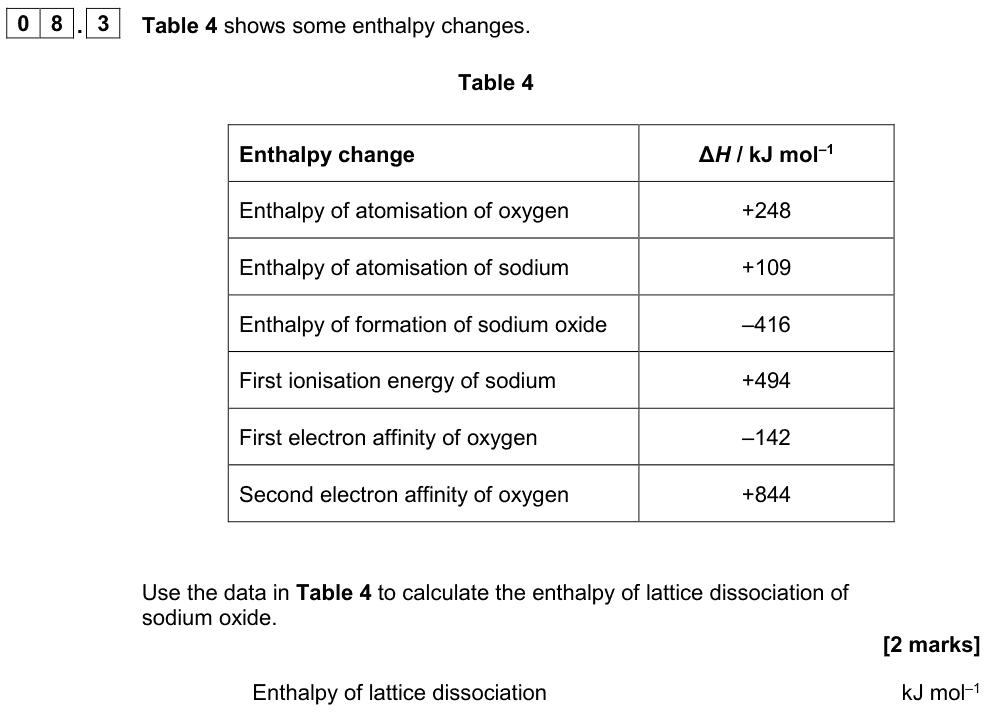 0 8 . 3 Table 4 shows some enthalpy changes.
Table 4
Enthalpy change ΔH / kJ mol⁻¹
Enthalpy of atomisation of oxygen +248
Enthalpy of atomisation of sodium +109
Enthalpy of formation of sodium oxide –416
First ionisation energy of sodium +494
First electron affinity of oxygen –142
Second electron affinity of oxygen +844
Use the data in Table 4 to calculate the enthalpy of lattice dissociation of
sodium oxide.
[2 marks]
Enthalpy of lattice dissociation kJ mol⁻¹